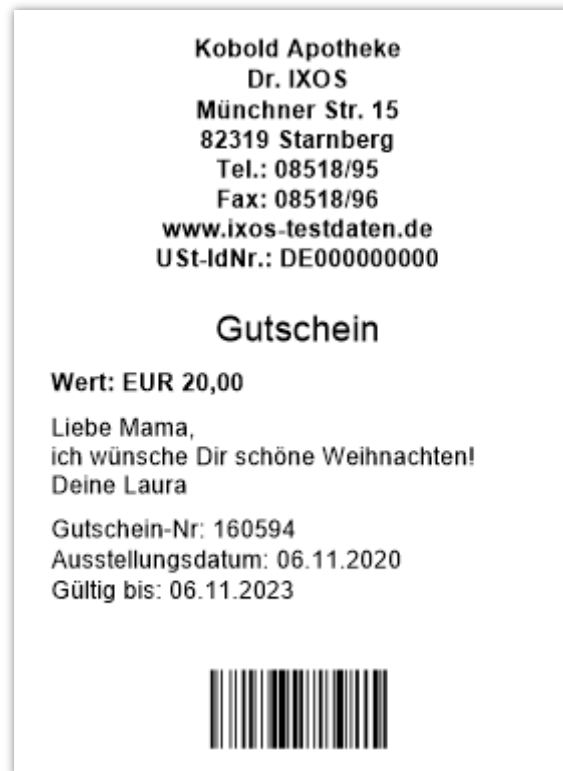 Kobold Apotheke
Dr. IXOS
Münchner Str. 15
82319 Starnberg
Tel.: 08518/95
Fax: 08518/96
www.ixos-testdaten.de
USt-IdNr.: DE000000000
Gutschein
Wert: EUR 20,00
Liebe Mama,
ich wünsche Dir schöne Weihnachten!
Deine Laura
Gutschein-Nr: 160594
Ausstellungsdatum: 06.11.2020
Gültig bis: 06.11.2023